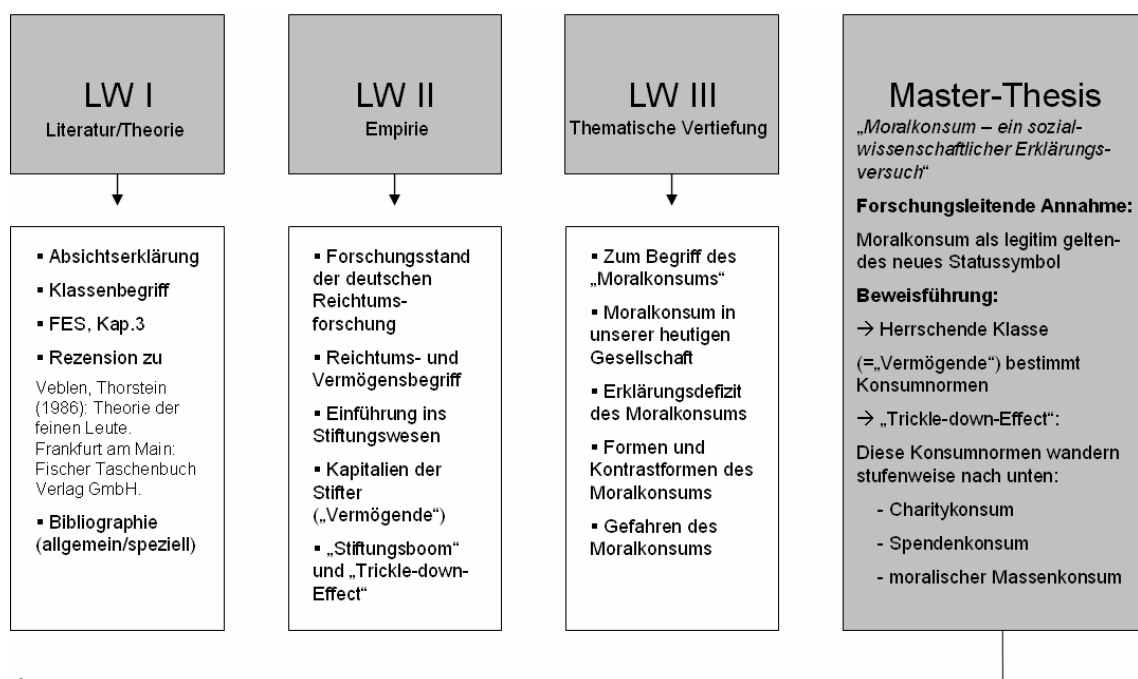 LW I
Literatur/Theorie
▪ Absichtserklärung
▪ Klassenbegriff
▪ FES, Kap.3
▪ Rezension zu
Veblen, Thorstein
(1986): Theorie der
feinen Leute.
Frankfurt am Main:
Fischer Taschenbuch
Verlag GmbH.
▪ Bibliographie
(allgemein/speziell)
LW II
Empirie
▪ Forschungsstand
der deutschen
Reichtums-
forschung
▪ Reichtums- und
Vermögensbegriff
▪ Einführung ins
Stiftungswesen
▪ Kapitalien der
Stifter
(„Vermögende“)
▪ „Stiftungsboom“
und „Trickle-down-
Effect“
LW III
Thematische Vertiefung
▪ Zum Begriff des
„Moralkonsums“
▪ Moralkonsum in
unserer heutigen
Gesellschaft
▪ Erklärungsdefizit
des Moralkonsums
▪ Formen und
Kontrastformen des
Moralkonsums
▪ Gefahren des
Moralkonsums
Master-Thesis
„Moralkonsum – ein sozial-
wissenschaftlicher Erklärungs-
versuch“
Forschungsleitende Annahme:
Moralkonsum als legitim gelten-
des neues Statussymbol
Beweisführung:
→ Herrschende Klasse
(=„Vermögende“) bestimmt
Konsumnormen
→ „Trickle-down-Effect“:
Diese Konsumnormen wandern
stufenweise nach unten:
- Charitykonsum
- Spendenkonsum
- moralischer Massenkonsum